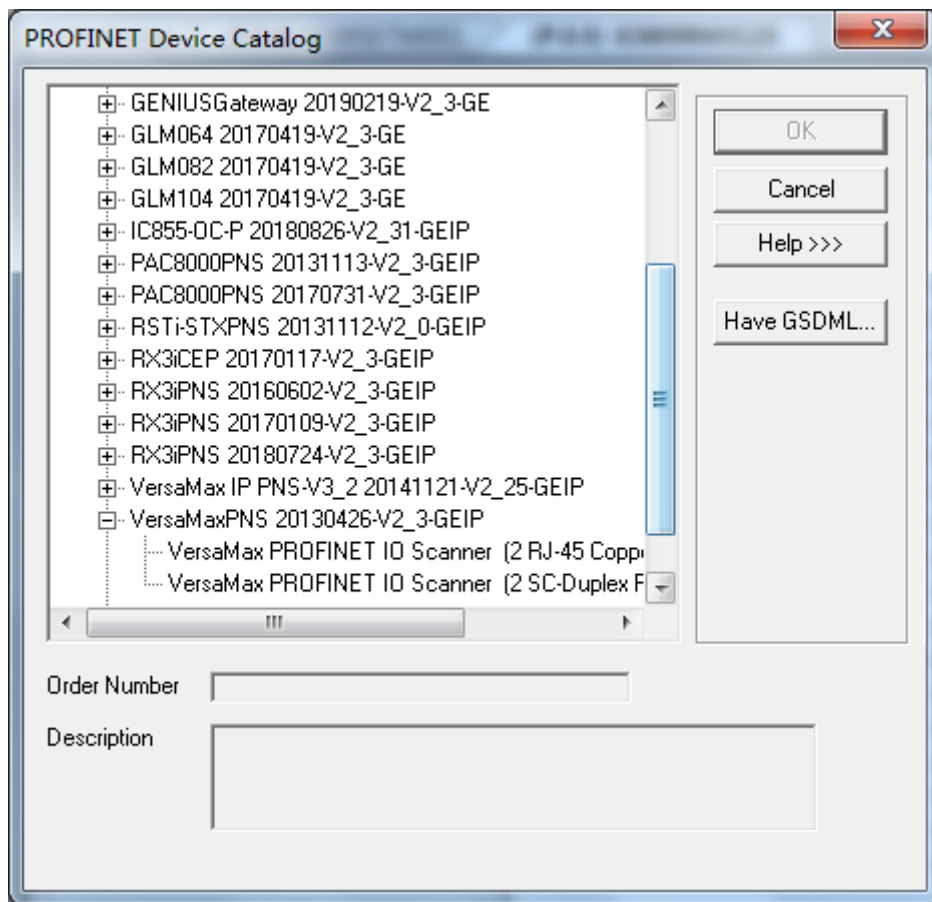 PROFINET Device Catalog
GENIUSGateway 20190219-V2_3-GE
GLM064 20170419-V2_3-GE
GLM082 20170419-V2_3-GE
GLM104 20170419-V2_3-GE
IC855-OC-P 20180826-V2_31-GEIP
PAC8000PNS 20131113-V2_3-GEIP
PAC8000PNS 20170731-V2_3-GEIP
RSTi-STXPNS 20131112-V2_0-GEIP
RX3iCEP 20170117-V2_3-GEIP
RX3iPNS 20160602-V2_3-GEIP
RX3iPNS 20170109-V2_3-GEIP
RX3iPNS 20180724-V2_3-GEIP
VersaMax IP PNS-V3_2 20141121-V2_25-GEIP
VersaMaxPNS 20130426-V2_3-GEIP
VersaMax PROFINET IO Scanner (2 RJ-45 Copp
VersaMax PROFINET IO Scanner (2 SC-Duplex F
OK
Cancel
Help >>>
Have GSDML...
Order Number
Description